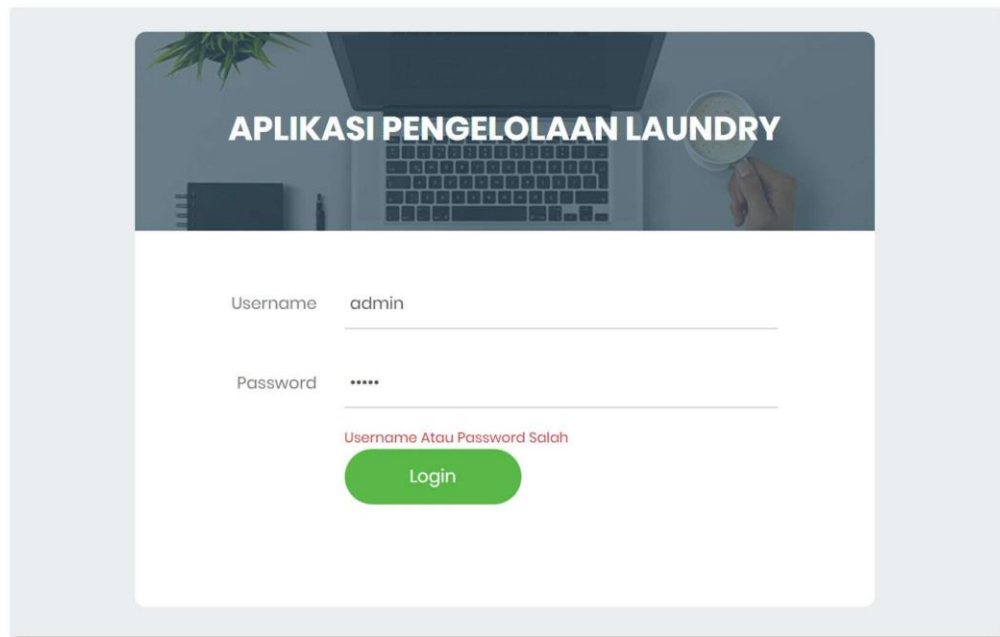 APLIKASI PENGELOLAAN LAUNDRY
Username admin
Password •••••
Username Atau Password Salah
Login